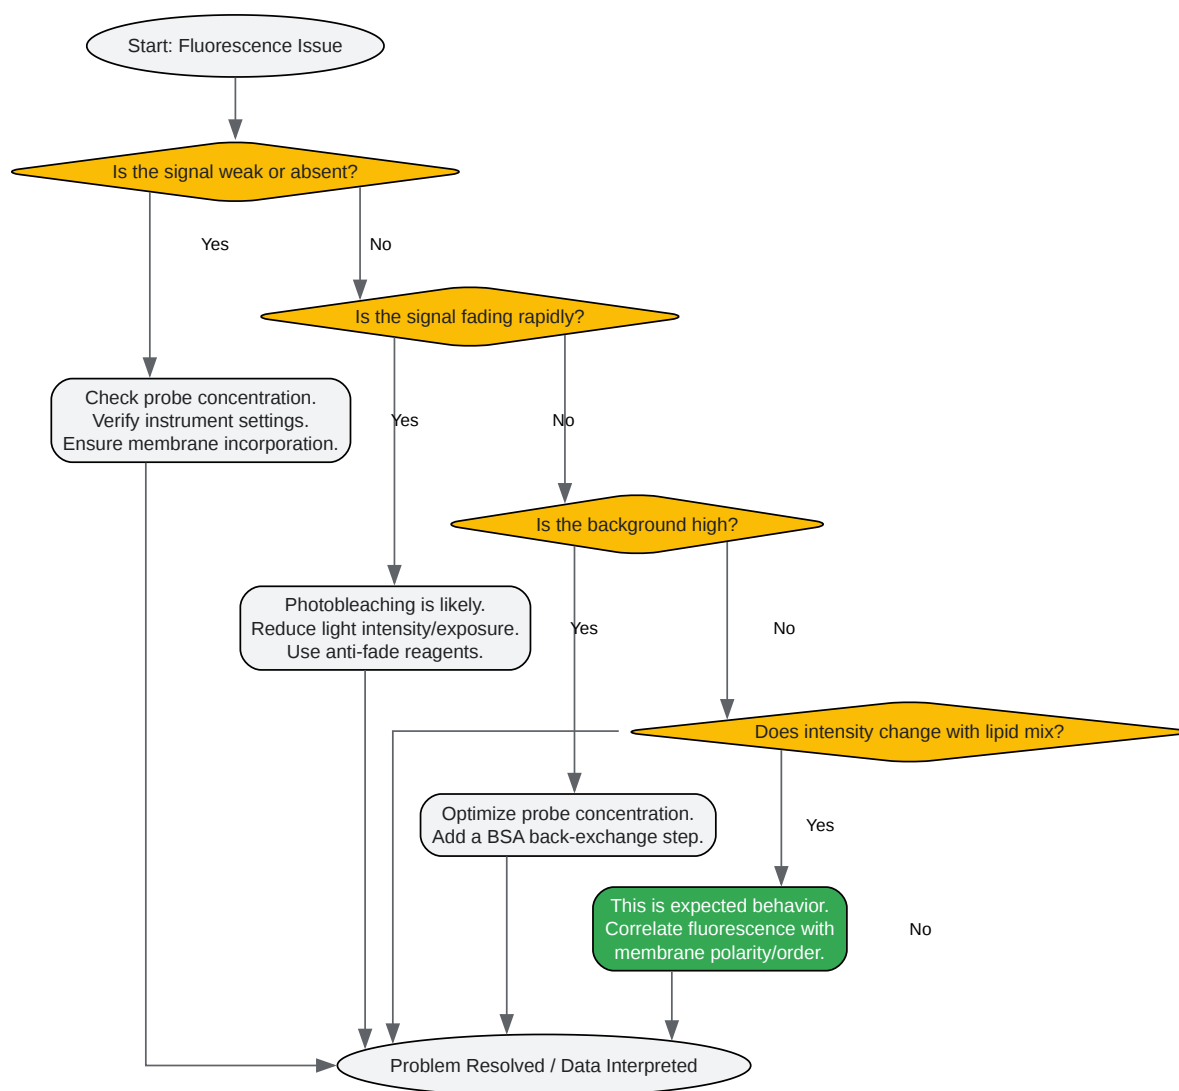 Start: Fluorescence Issue
Is the signal weak or absent?
Yes
No
Is the signal fading rapidly?
Check probe concentration.
Verify instrument settings.
Ensure membrane incorporation.
Yes
No
Is the background high?
Photobleaching is likely.
Reduce light intensity/exposure.
Use anti-fade reagents.
Yes
No
Does intensity change with lipid mix?
Optimize probe concentration.
Add a BSA back-exchange step.
Yes
This is expected behavior.
Correlate fluorescence with
membrane polarity/order.
No
Problem Resolved / Data Interpreted